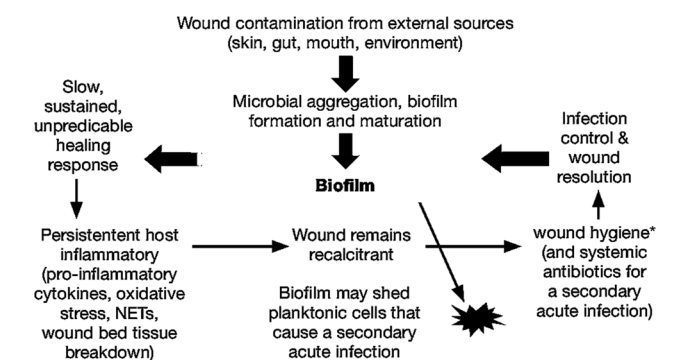 Wound contamination from external sources
(skin, gut, mouth, environment)
Microbial aggregation, biofilm
formation and maturation
Biofilm
Slow,
sustained,
unpredicable
healing
response
Persistentent host
inflammatory
(pro-inflammatory
cytokines, oxidative
stress, NETs,
wound bed tissue
breakdown)
Wound remains
recalcitrant
Biofilm may shed
planktonic cells that
cause a secondary
acute infection
wound hygiene*
(and systemic
antibiotics for
a secondary
acute infection)
Infection
control &
wound
resolution